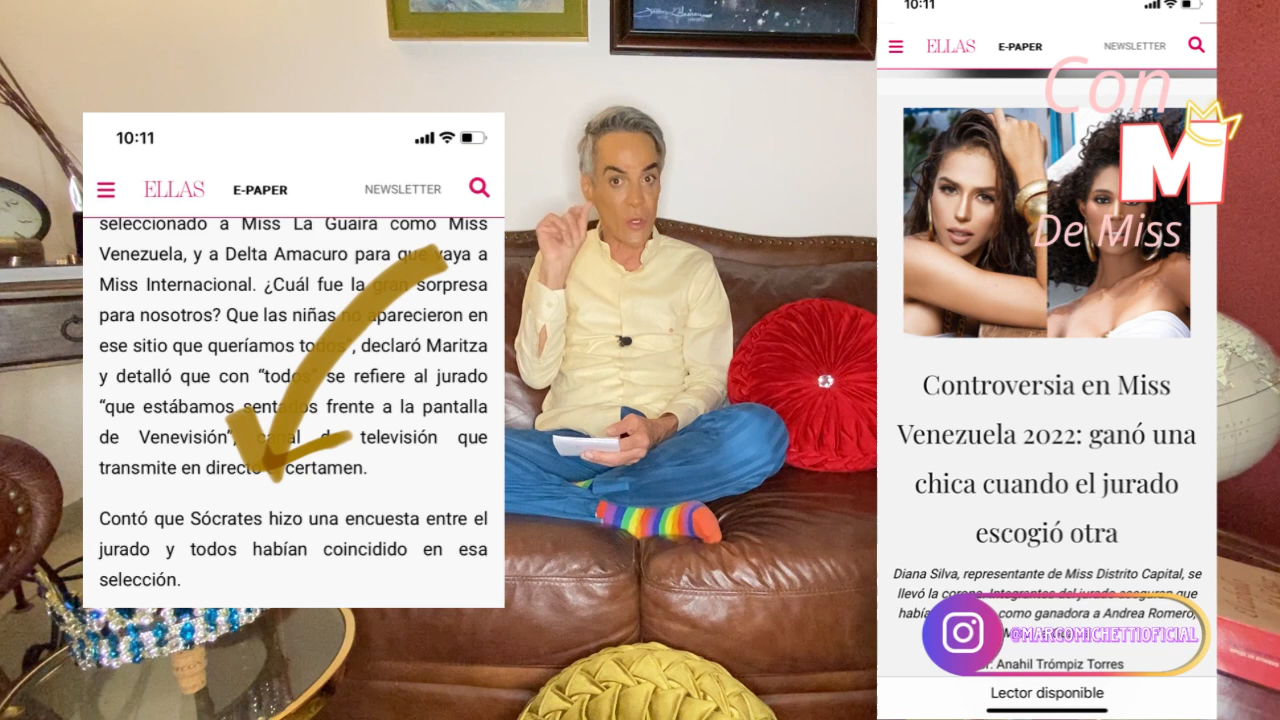 10:11
ELLAS E-PAPER NEWSLETTER
seleccionado a Miss La Guaira como Miss
Venezuela, y a Delta Amacuro para que vaya a
Miss Internacional. ¿Cuál fue la gran sorpresa
para nosotros? Que las niñas no aparecieron en
ese sitio que queríamos todos”, declaró Maritza
y detalló que con “todos” se refiere al jurado
“que estábamos sentados frente a la pantalla
de Venevisión”, canal de televisión que
transmite en directo certamen.
Contó que Sócrates hizo una encuesta entre el
jurado y todos habían coincidido en esa
selección.
10:11
ELLAS E-PAPER NEWSLETTER
Con
M
De Miss
Controversia en Miss
Venezuela 2022: ganó una
chica cuando el jurado
escogió otra
Diana Silva, representante de Miss Distrito Capital, se
llevó la corona. Integrantes del jurado aseguran que
como ganadora a Andrea Romero,
@MARCOMICHETTIOFICIAL
Anahil Trómpiz Torres
Lector disponible